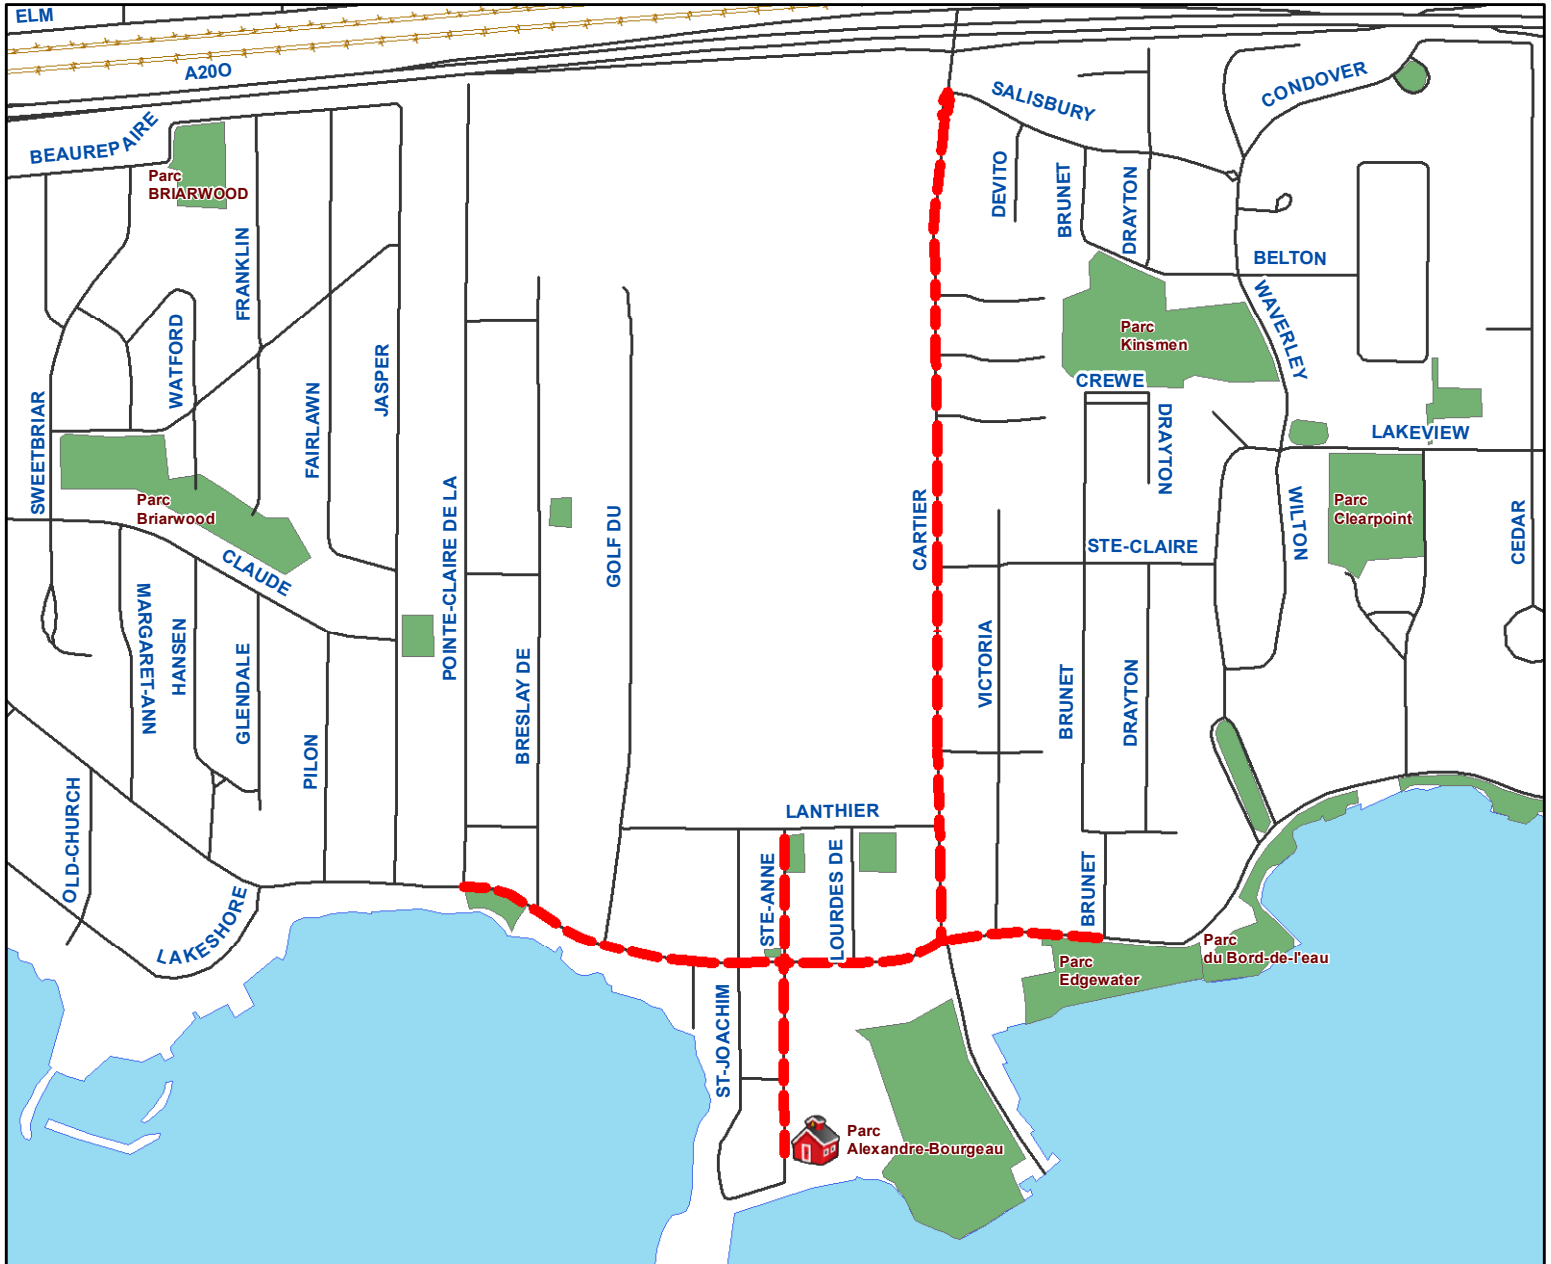 ELM
A20O
BEAUREPAIRE
Parc
BRIARWOOD
SALISBURY
CONDOVER
DEVITO
BRUNET
DRAYTON
BELTON
WAVERLEY
FRANKLIN
WATFORD
JASPER
FAIRLAWN
SWEETBRIAR
Parc
Kinsmen
CREWE
DRAYTON
LAKEVIEW
Parc
Briarwood
CLAUDE
POINTE-CLAIRE DE LA
GOLF DU
CARTIER
STE-CLAIRE
WILTON
Parc
Clearpoint
CEDAR
MARGARET-ANN
HANSEN
GLENDALE
PILON
BRESLAY DE
VICTORIA
BRUNET
DRAYTON
OLD-CHURCH
LANTHIER
STE-ANNE
LOURDES DE
BRUNET
LAKESHORE
Parc
Edgewater
Parc
du Bord-de-l'eau
ST-JOACHIM
Parc
Alexandre-Bourgeau